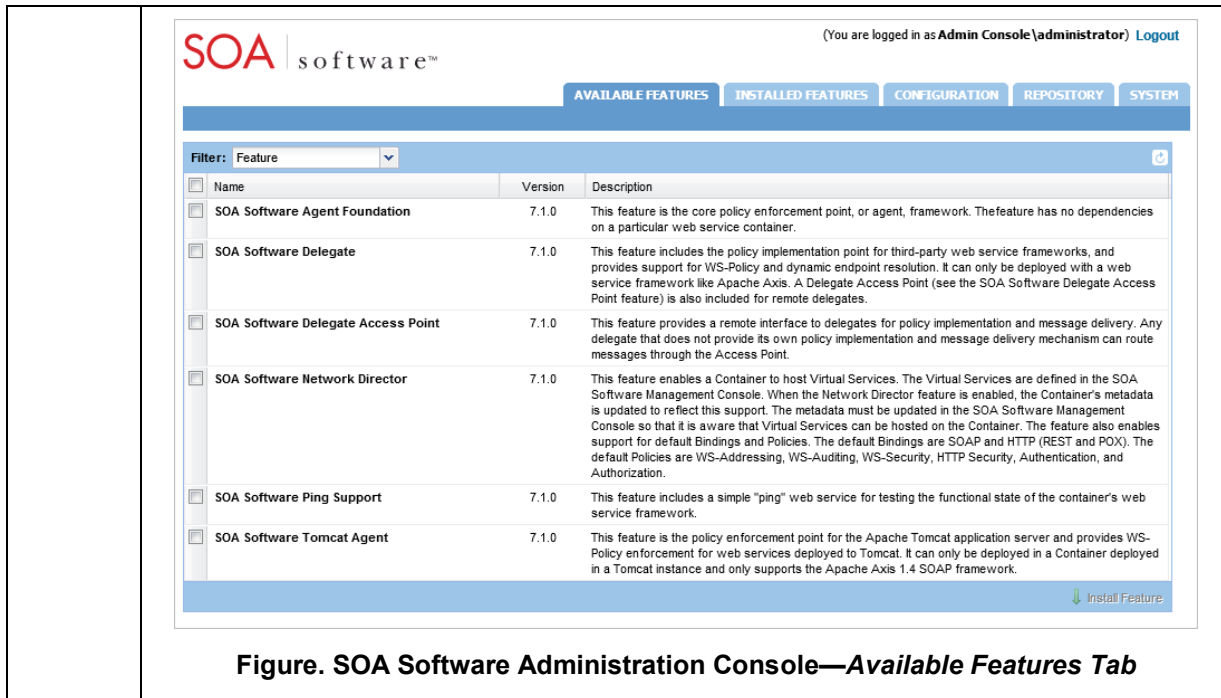 SOA software™
(You are logged in as Admin Console\administrator) Logout
AVAILABLE FEATURES INSTALLED FEATURES CONFIGURATION REPOSITORY SYSTEM
Filter: Feature
Name Version Description
SOA Software Agent Foundation 7.1.0 This feature is the core policy enforcement point, or agent, framework. Thefeature has no dependencies
on a particular web service container.
SOA Software Delegate 7.1.0 This feature includes the policy implementation point for third-party web service frameworks, and
provides support for WS-Policy and dynamic endpoint resolution. It can only be deployed with a web
service framework like Apache Axis. A Delegate Access Point (see the SOA Software Delegate Access
Point feature) is also included for remote delegates.
SOA Software Delegate Access Point 7.1.0 This feature provides a remote interface to delegates for policy implementation and message delivery. Any
delegate that does not provide its own policy implementation and message delivery mechanism can route
messages through the Access Point.
SOA Software Network Director 7.1.0 This feature enables a Container to host Virtual Services. The Virtual Services are defined in the SOA
Software Management Console. When the Network Director feature is enabled, the Container's metadata
is updated to reflect this support. The metadata must be updated in the SOA Software Management
Console so that it is aware that Virtual Services can be hosted on the Container. The feature also enables
support for default Bindings and Policies. The default Bindings are SOAP and HTTP (REST and POX). The
default Policies are WS-Addressing, WS-Auditing, WS-Security, HTTP Security, Authentication, and
Authorization.
SOA Software Ping Support 7.1.0 This feature includes a simple "ping" web service for testing the functional state of the container's web
service framework.
SOA Software Tomcat Agent 7.1.0 This feature is the policy enforcement point for the Apache Tomcat application server and provides WS-
Policy enforcement for web services deployed to Tomcat. It can only be deployed in a Container deployed
in a Tomcat instance and only supports the Apache Axis 1.4 SOAP framework.
Install Feature
Figure. SOA Software Administration Console—Available Features Tab